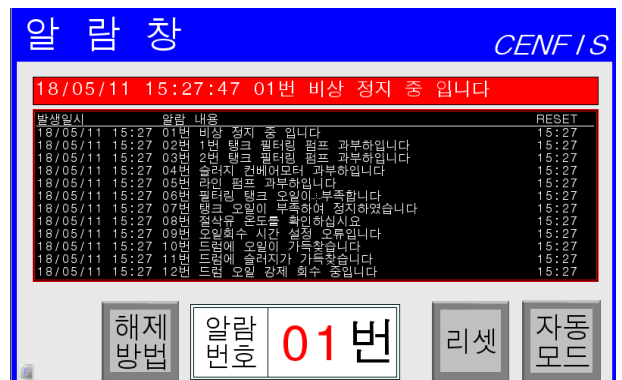 알 람 창
CENFIS
18/05/11 15:27:47 01번 비상 정지 중 입니다
발생일시 알람 내용 RESET
18/05/11 15:27 01번 비상 정지 중 입니다 15:27
18/05/11 15:27 02번 1번 탱크 필터링 펌프 과부하입니다 15:27
18/05/11 15:27 03번 2번 탱크 필터링 펌프 과부하입니다 15:27
18/05/11 15:27 04번 슬러지 컨베어모터 과부하입니다 15:27
18/05/11 15:27 05번 라인 펌프 과부하입니다 15:27
18/05/11 15:27 06번 필터링 탱크 오일이 부족합니다 15:27
18/05/11 15:27 07번 탱크 오일이 부족하여 정지하였습니다 15:27
18/05/11 15:27 08번 절삭유 온도를 확인하십시요 15:27
18/05/11 15:27 09번 오일회수 시간 설정 오류입니다 15:27
18/05/11 15:27 10번 드럼에 오일이 가득찾습니다 15:27
18/05/11 15:27 11번 드럼에 슬러지가 가득찾습니다 15:27
18/05/11 15:27 12번 드럼 오일 강제 회수 중입니다 15:27
해제 방법
알람 번호 01 번
리셋
자동 모드